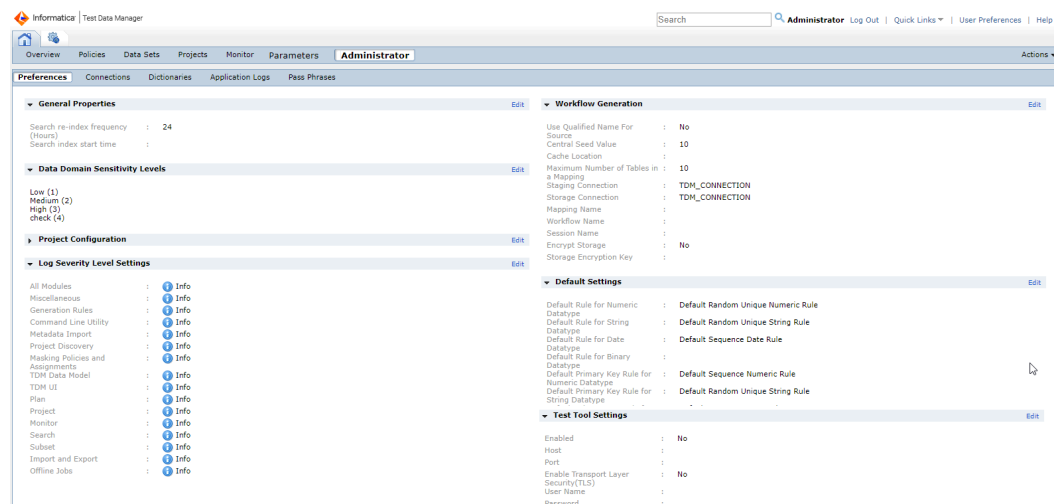 Informatica Test Data Manager
Search
Administrator Log Out | Quick Links | User Preferences | Help
Overview Policies Data Sets Projects Monitor Parameters Administrator
Actions
Preferences Connections Dictionaries Application Logs Pass Phrases
General Properties Edit
Search re-index frequency (Hours) : 24
Search index start time :
Data Domain Sensitivity Levels Edit
Low (1)
Medium (2)
High (3)
check (4)
Project Configuration Edit
Log Severity Level Settings Edit
All Modules : Info
Miscellaneous : Info
Generation Rules : Info
Command Line Utility : Info
Metadata Import : Info
Project Discovery : Info
Masking Policies and Assignments : Info
TDM Data Model : Info
TDM UI : Info
Plan : Info
Project : Info
Monitor : Info
Search : Info
Subset : Info
Import and Export : Info
Offline Jobs : Info
Workflow Generation Edit
Use Qualified Name For Source : No
Central Seed Value : 10
Cache Location :
Maximum Number of Tables in a Mapping : 10
Staging Connection : TDM_CONNECTION
Storage Connection : TDM_CONNECTION
Mapping Name :
Workflow Name :
Session Name :
Encrypt Storage : No
Storage Encryption Key :
Default Settings Edit
Default Rule for Numeric Datatype : Default Random Unique Numeric Rule
Default Rule for String Datatype : Default Random Unique String Rule
Default Rule for Date Datatype : Default Sequence Date Rule
Default Rule for Binary Datatype :
Default Primary Key Rule for Numeric Datatype : Default Sequence Numeric Rule
Default Primary Key Rule for String Datatype : Default Random Unique String Rule
Test Tool Settings Edit
Enabled : No
Host :
Port :
Enable Transport Layer Security(TLS) : No
User Name :
Password :